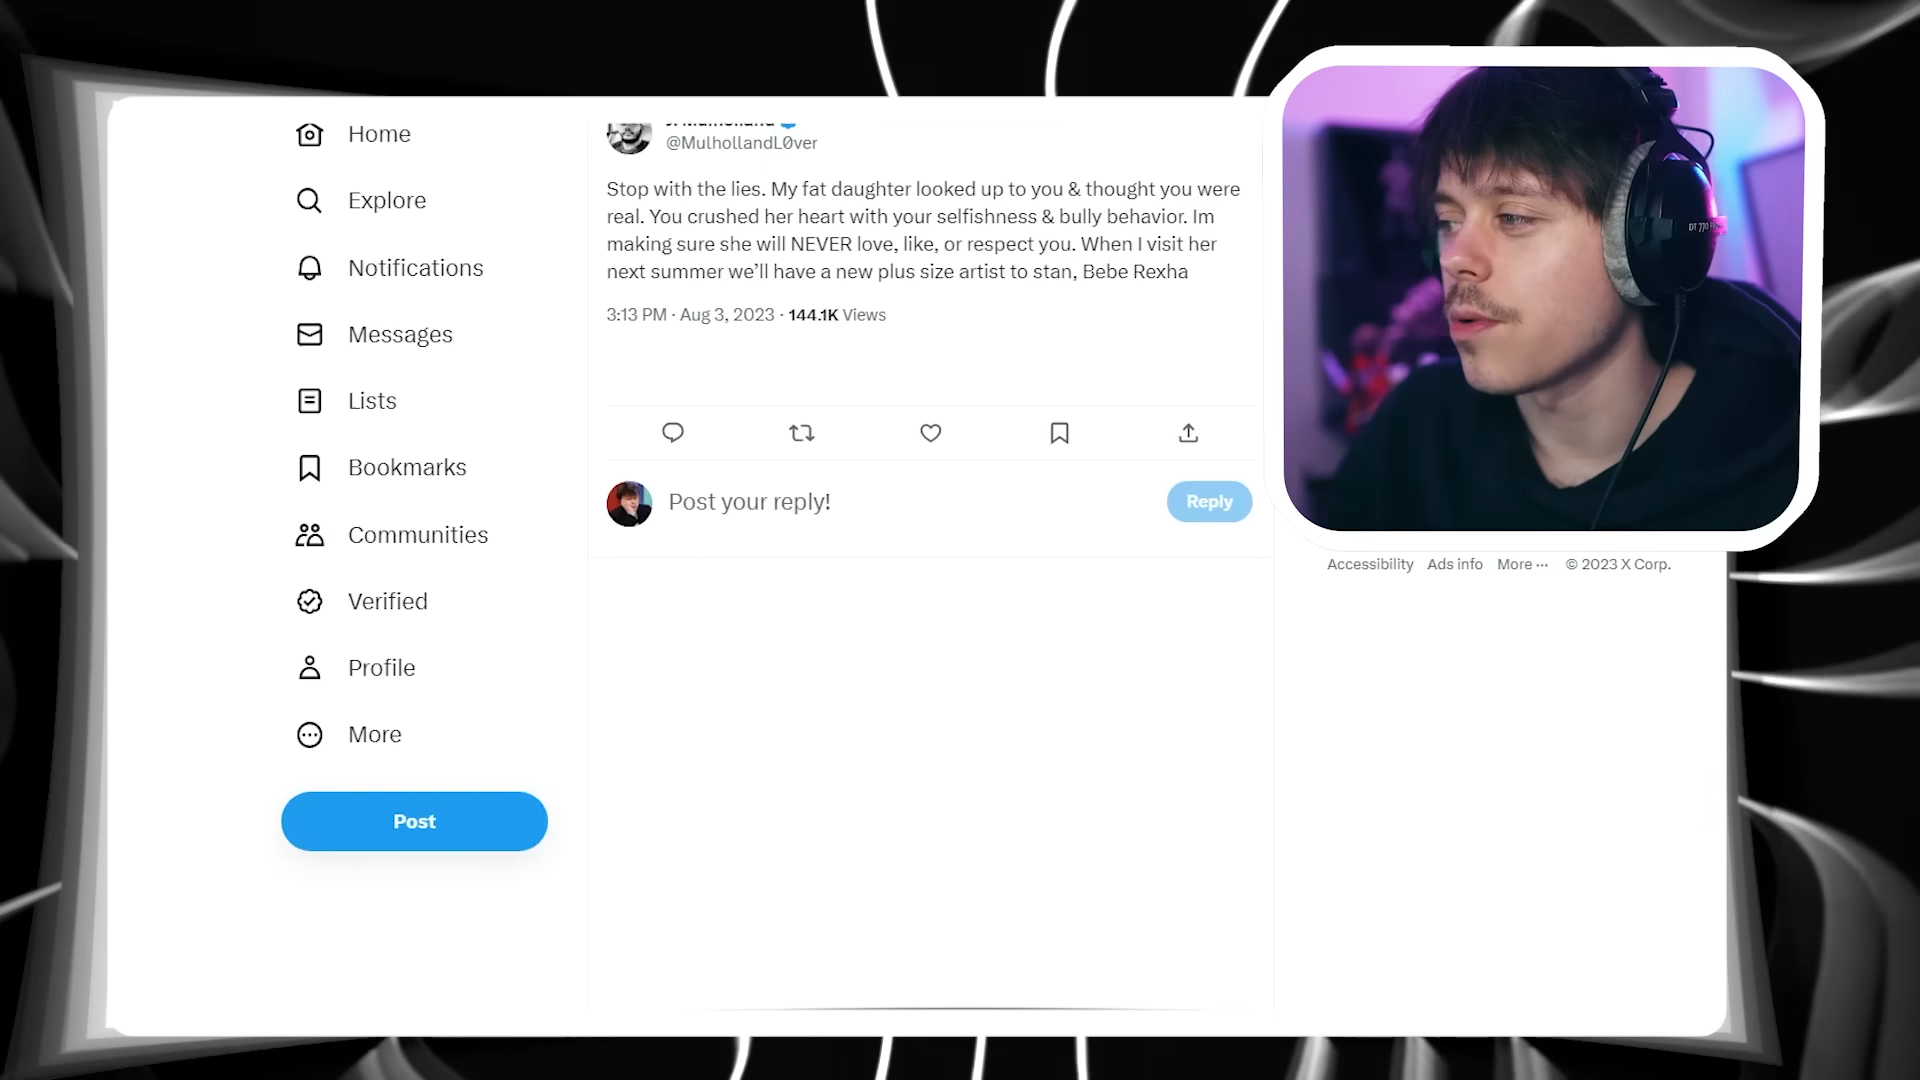 Home
Explore
Notifications
Messages
Lists
Bookmarks
Communities
Verified
Profile
More
Post
@MulhollandL0ver
Stop with the lies. My fat daughter looked up to you & thought you were
real. You crushed her heart with your selfishness & bully behavior. Im
making sure she will NEVER love, like, or respect you. When I visit her
next summer we’ll have a new plus size artist to stan, Bebe Rexha
3:13 PM · Aug 3, 2023 · 144.1K Views
Post your reply!
Reply
DT 770
Accessibility Ads info More ··· © 2023 X Corp.